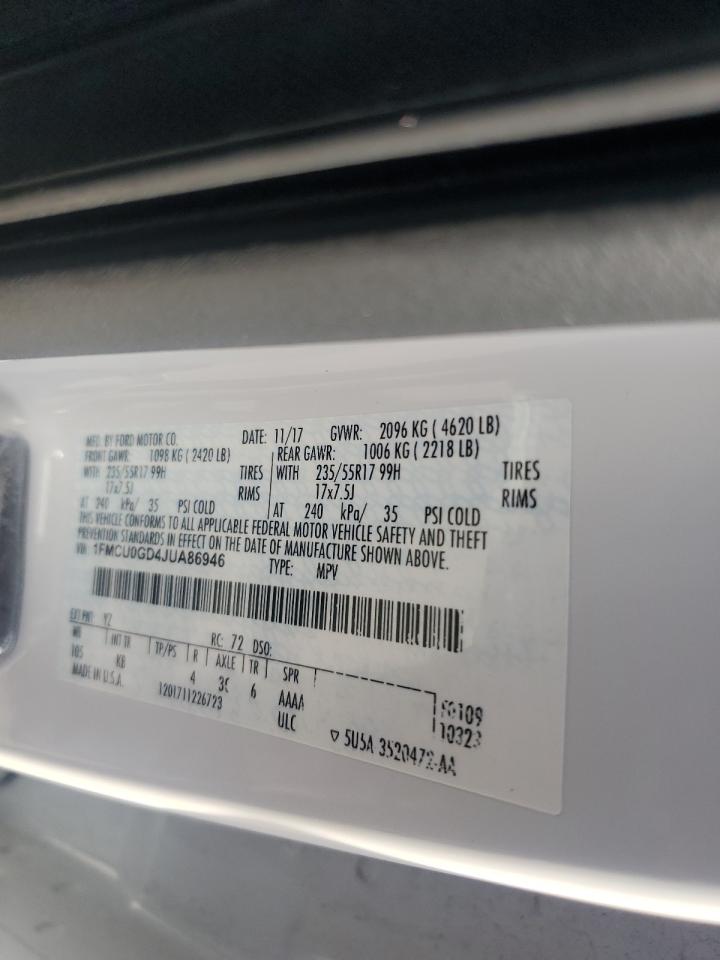 MFD. BY FORD MOTOR CO. DATE: 11/17 GVWR: 2096 KG ( 4620 LB)
FRONT GAWR: 1098 KG ( 2420 LB) REAR GAWR: 1006 KG ( 2218 LB)
WITH 235/55R17 99H TIRES WITH 235/55R17 99H TIRES
17x7.5J RIMS 17x7.5J RIMS
AT 240 kPa/ 35 PSI COLD AT 240 kPa/ 35 PSI COLD
THIS VEHICLE CONFORMS TO ALL APPLICABLE FEDERAL MOTOR VEHICLE SAFETY AND THEFT
PREVENTION STANDARDS IN EFFECT ON THE DATE OF MANUFACTURE SHOWN ABOVE.
VIN: 1FMCU0GD4JUA86946 TYPE: MPV
EXT PNT: YZ RC: 72 DSO:
WB INT TR TP/PS R AXLE TR SPR
105 KB 4 6 AAAA
MADE IN U.S.A. 1201711226723 ULC
10323
▽ 5U5A 3520472-AA